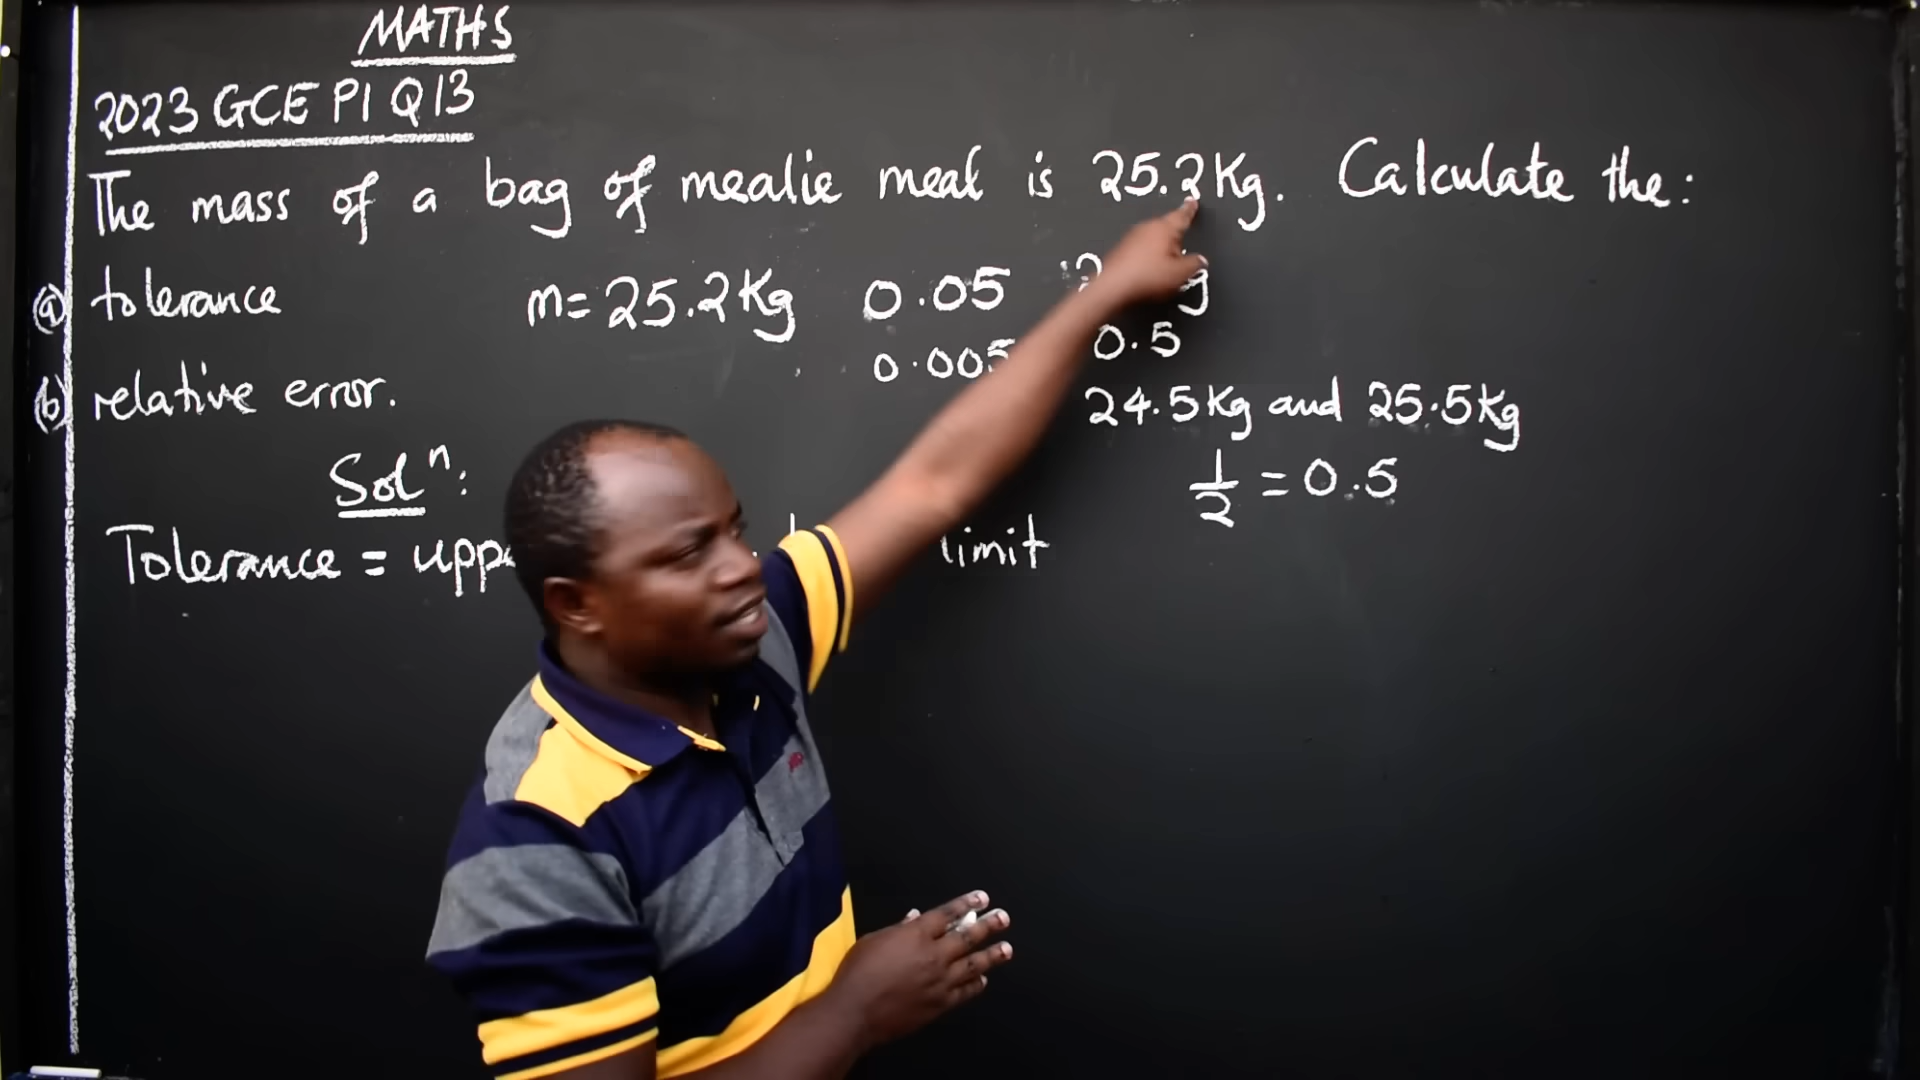 MATHS
2023 GCE P1 Q13
The mass of a bag of mealie meal is 25.2Kg. Calculate the:
(a) tolerance m=25.2Kg 0.05
0.005 0.5
(b) relative error. 24.5Kg and 25.5Kg
Solⁿ: 1/2 = 0.5
Tolerance = limit